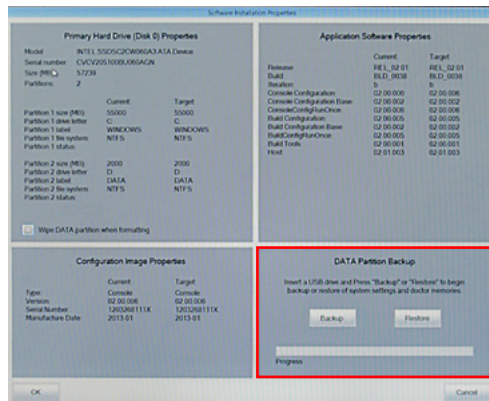 Software Installation Properties
Primary Hard Drive (Disk 0) Properties
Model INTEL SSDSC2CW060A3 ATA Device
Serial number CVCV205100BU060AGN
Size (MB) 57239
Partitions: 2
Current: Target:
Partition 1 size (MB) 55000 55000
Partition 1 drive letter C C
Partition 1 label WINDOWS WINDOWS
Partition 1 file system NTFS NTFS
Partition 1 status:
Partition 2 size (MB) 2000 2000
Partition 2 drive letter D D
Partition 2 label DATA DATA
Partition 2 file system NTFS NTFS
Partition 2 status:
Wipe DATA partition when formatting
Application Software Properties
Current: Target:
Release: REL_02.01 REL_02.01
Build: BLD_0038 BLD_0038
Iteration: b b
Console Configuration: 02.00.006 02.00.006
Console Configuration Base: 02.00.002 02.00.002
ConsoleConfigRunOnce: 02.00.006 02.00.006
Build Configuration: 02.00.005 02.00.005
Build Configuration Base: 02.00.002 02.00.002
BuildConfigRunOnce: 02.00.005 02.00.005
Build Tools: 02.00.001 02.00.001
Host: 02.01.003 02.01.003
Configuration Image Properties
Current: Target:
Type: Console Console
Version: 02.00.006 02.00.006
Serial Number: 1203268111X 1203268111X
Manufacture Date: 2013-01 2013-01
DATA Partition Backup
Insert a USB drive and Press "Backup" or "Restore" to begin
backup or restore of system settings and doctor memories.
Backup Restore
Progress
OK Cancel